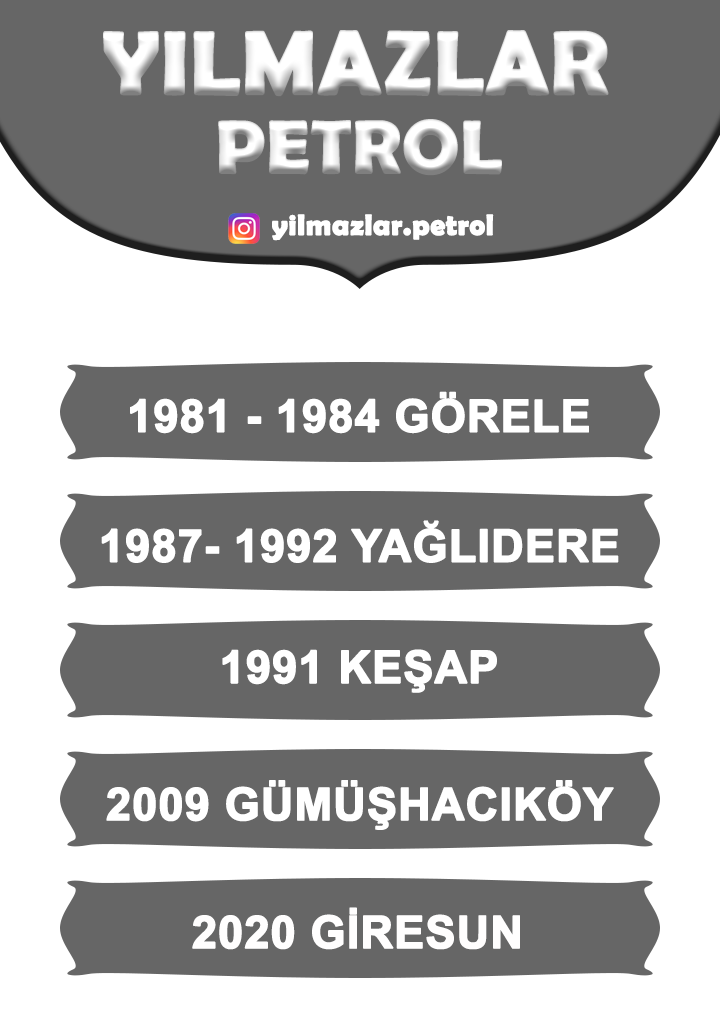 YILMAZLAR
PETROL
yilmazlar.petrol
1981 - 1984 GÖRELE
1987- 1992 YAĞLIDERE
1991 KEŞAP
2009 GÜMÜŞHACIKÖY
2020 GİRESUN